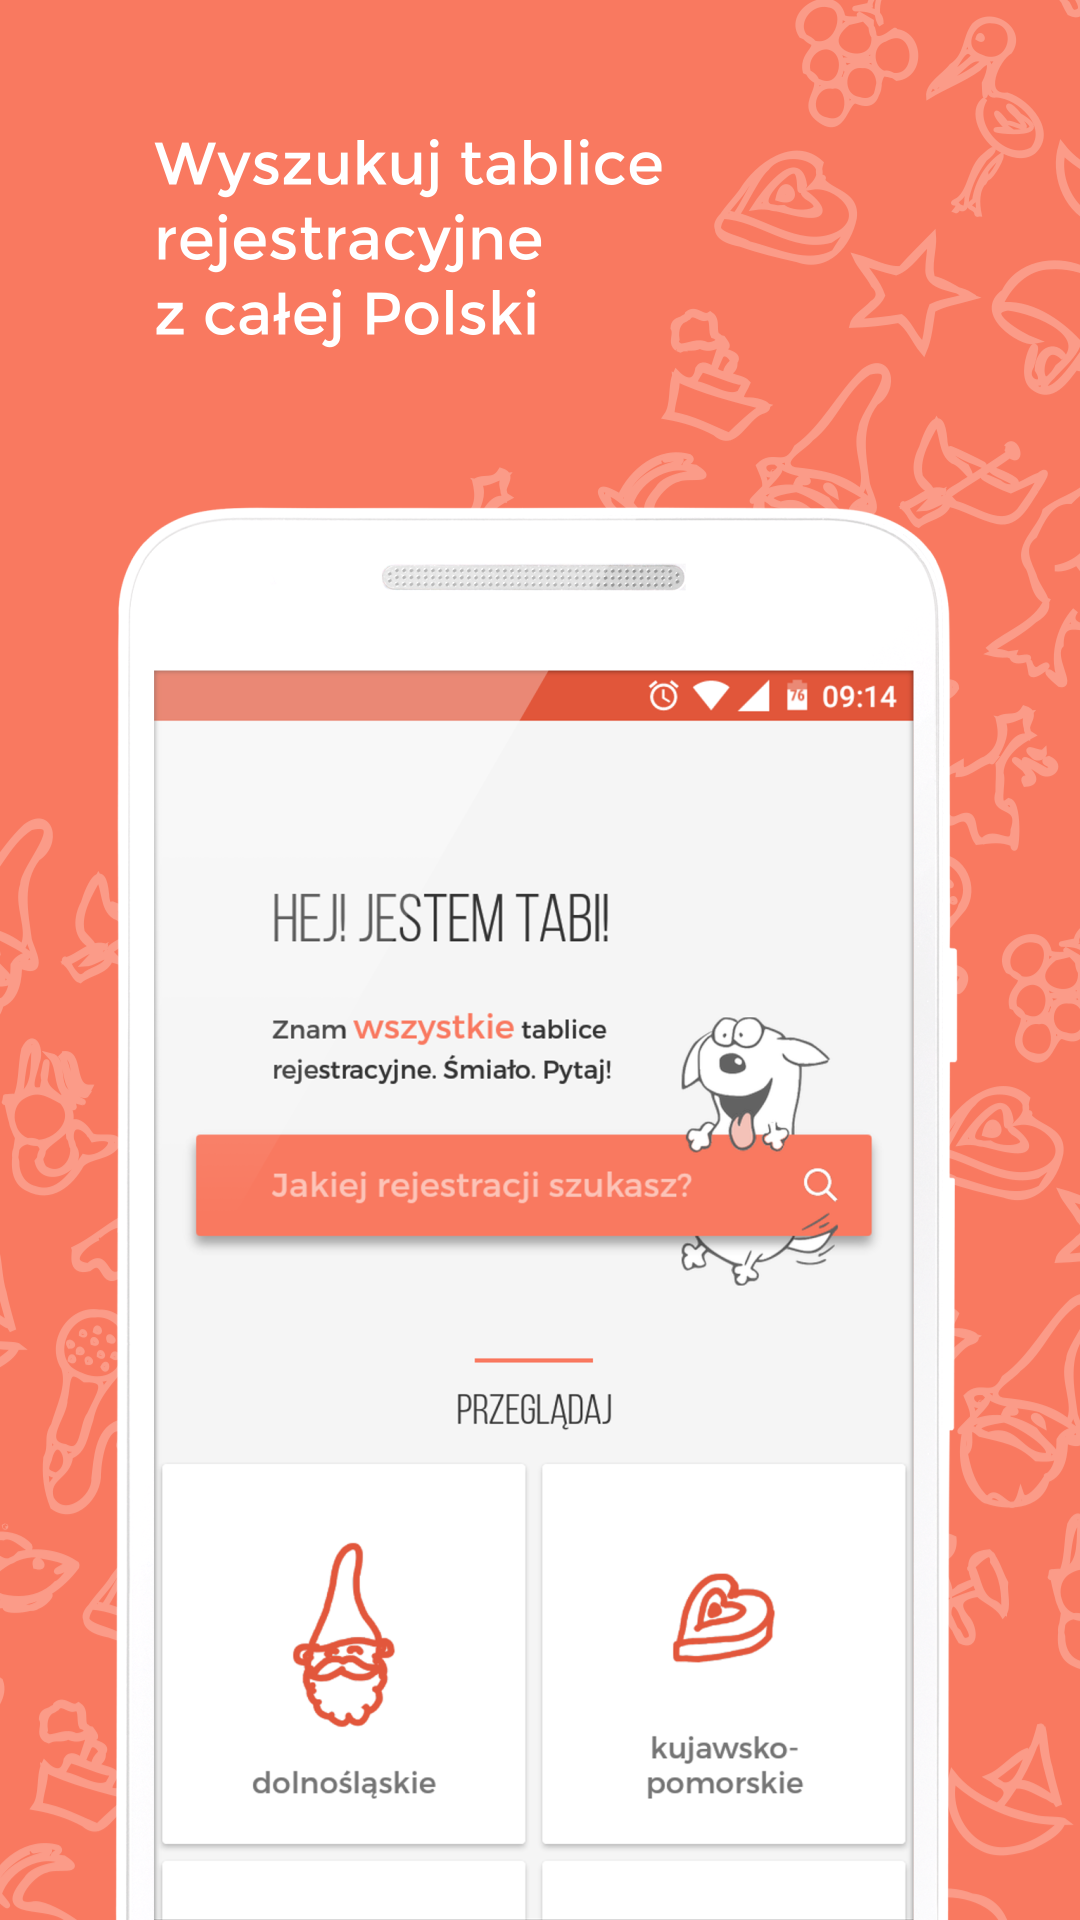 Wyszukuj tablice
rejestracyjne
z całej Polski
76 09:14
HEJ! JESTEM TABI!
Znam wszystkie tablice
rejestracyjne. Śmiało. Pytaj!
Jakiej rejestracji szukasz?
PRZEGLĄDAJ
dolnośląskie
kujawsko-
pomorskie